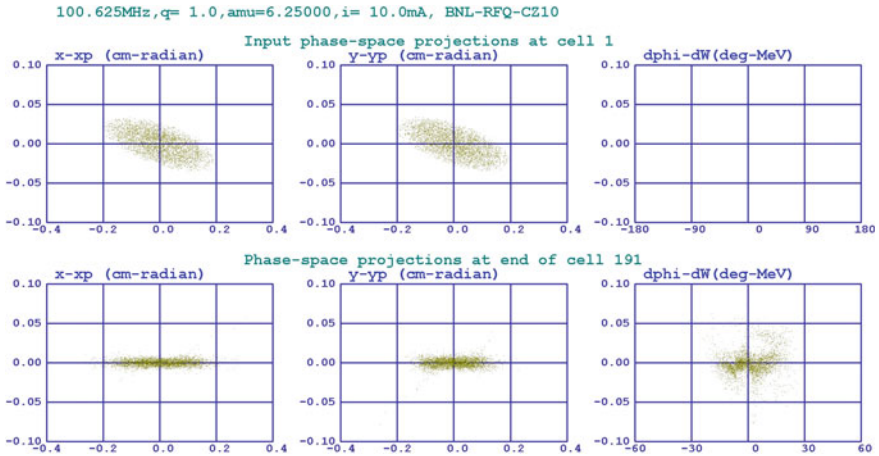 100.625MHz,q= 1.0,amu=6.25000,i= 10.0mA, BNL-RFQ-CZ10
Input phase-space projections at cell 1
x-xp (cm-radian) y-yp (cm-radian) dphi-dW(deg-MeV)
0.10 0.10 0.10
0.05 0.05 0.05
0.00 0.00 0.00
-0.05 -0.05 -0.05
-0.10 -0.10 -0.10
-0.4 -0.2 0.0 0.2 0.4 -0.4 -0.2 0.0 0.2 0.4 -180 -90 0 90 180
Phase-space projections at end of cell 191
x-xp (cm-radian) y-yp (cm-radian) dphi-dW(deg-MeV)
0.10 0.10 0.10
0.05 0.05 0.05
0.00 0.00 0.00
-0.05 -0.05 -0.05
-0.10 -0.10 -0.10
-0.4 -0.2 0.0 0.2 0.4 -0.4 -0.2 0.0 0.2 0.4 -60 -30 0 30 60